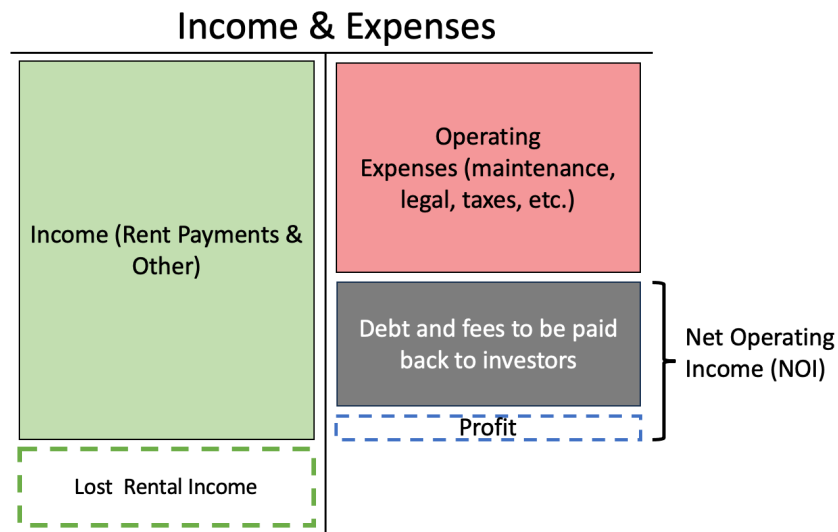 Income & Expenses
Income (Rent Payments &
Other)
Lost Rental Income
Operating
Expenses (maintenance,
legal, taxes, etc.)
Debt and fees to be paid
back to investors
Profit
Net Operating
Income (NOI)